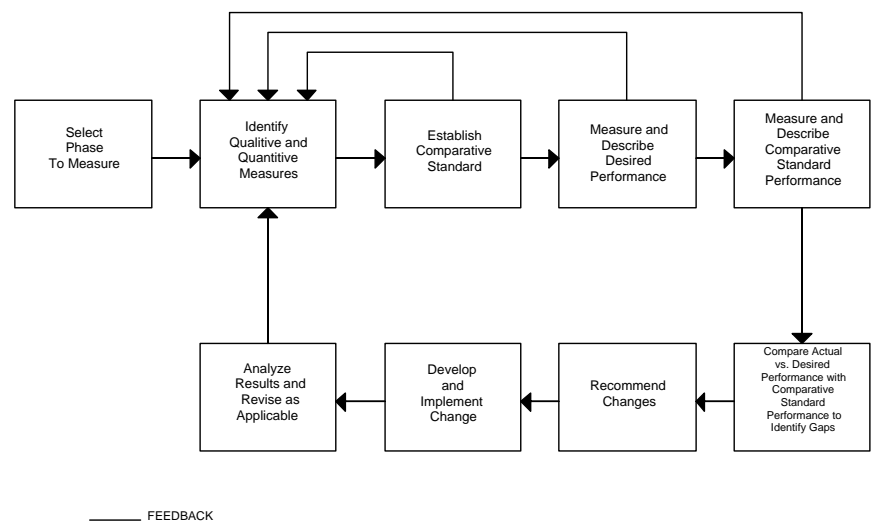 Select
Phase
To Measure
Identify
Qualitive and
Quantitive
Measures
Establish
Comparative
Standard
Measure and
Describe
Desired
Performance
Measure and
Describe
Comparative
Standard
Performance
Compare Actual
vs. Desired
Performance with
Comparative
Standard
Performance to
Identify Gaps
Recommend
Changes
Develop
and
Implement
Change
Analyze
Results and
Revise as
Applicable
FEEDBACK